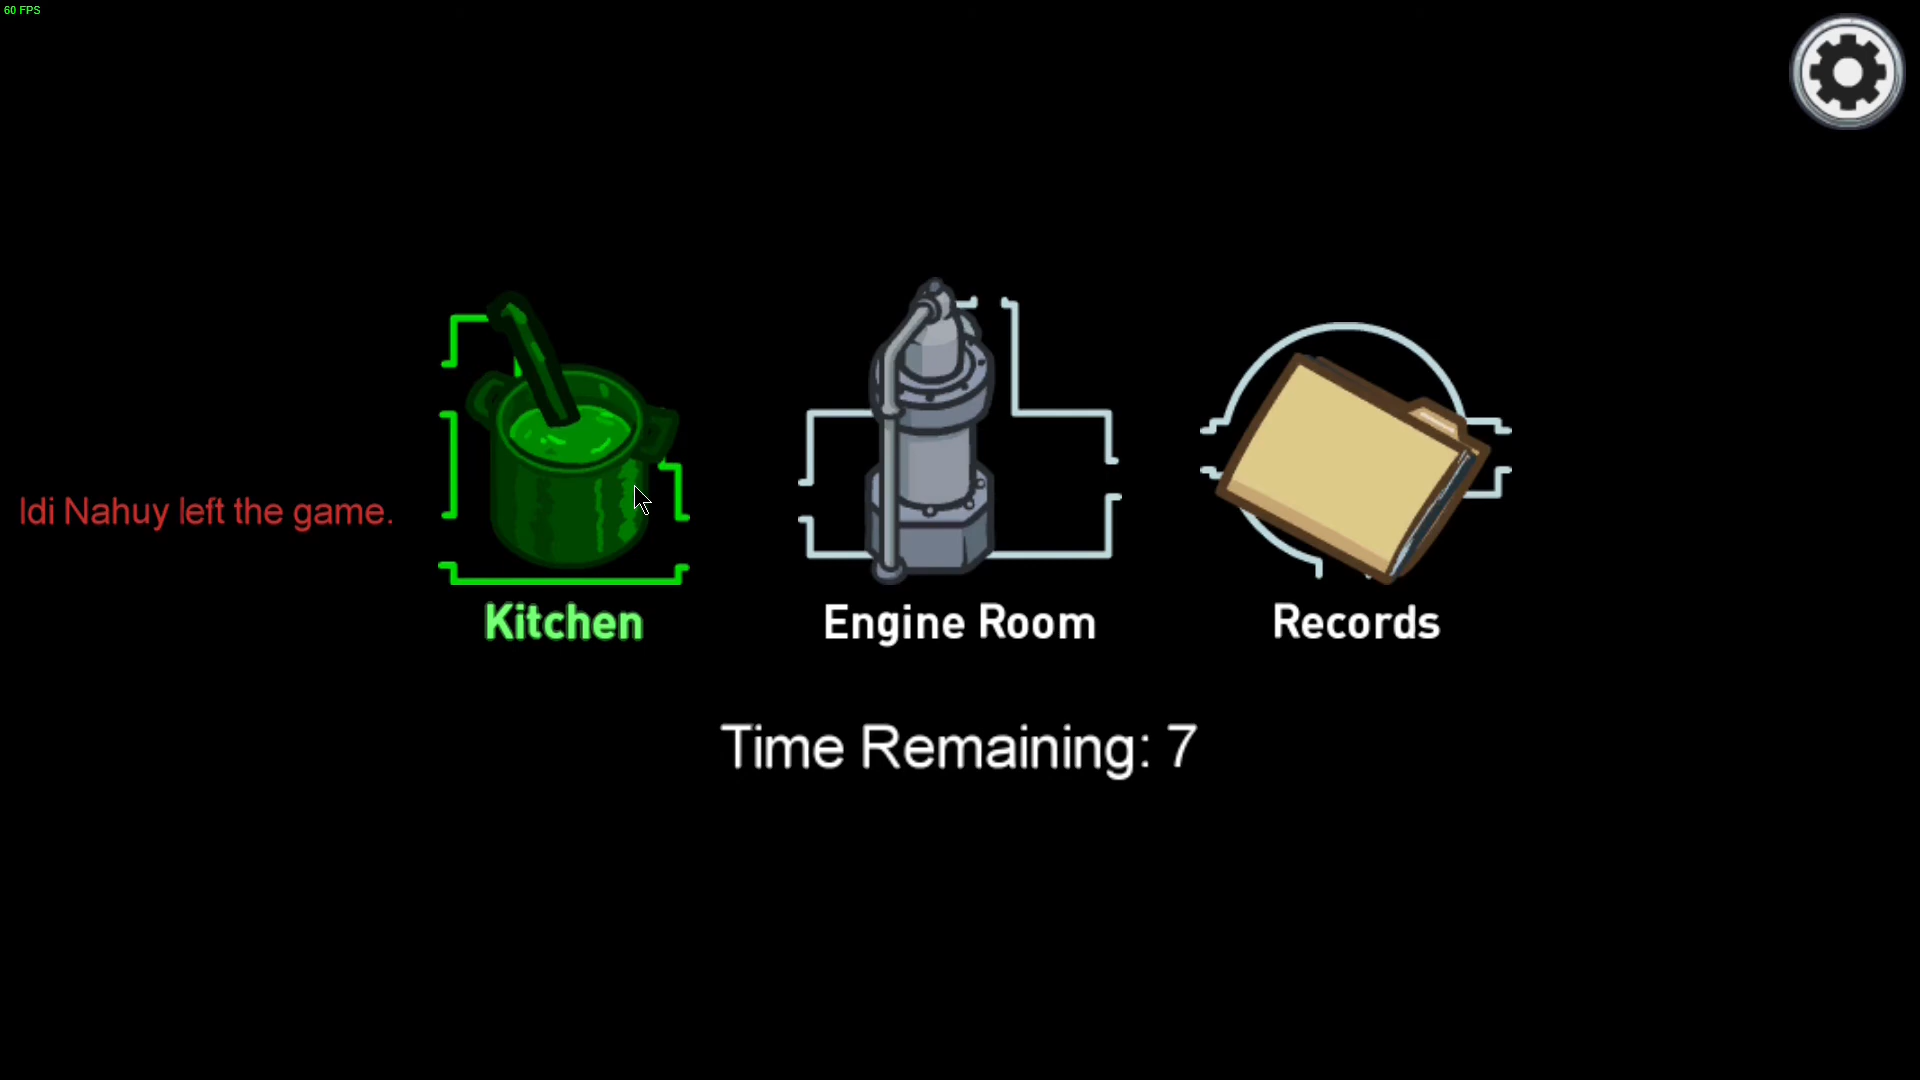 60 FPS
Idi Nahuy left the game.
Kitchen
Engine Room
Records
Time Remaining: 7